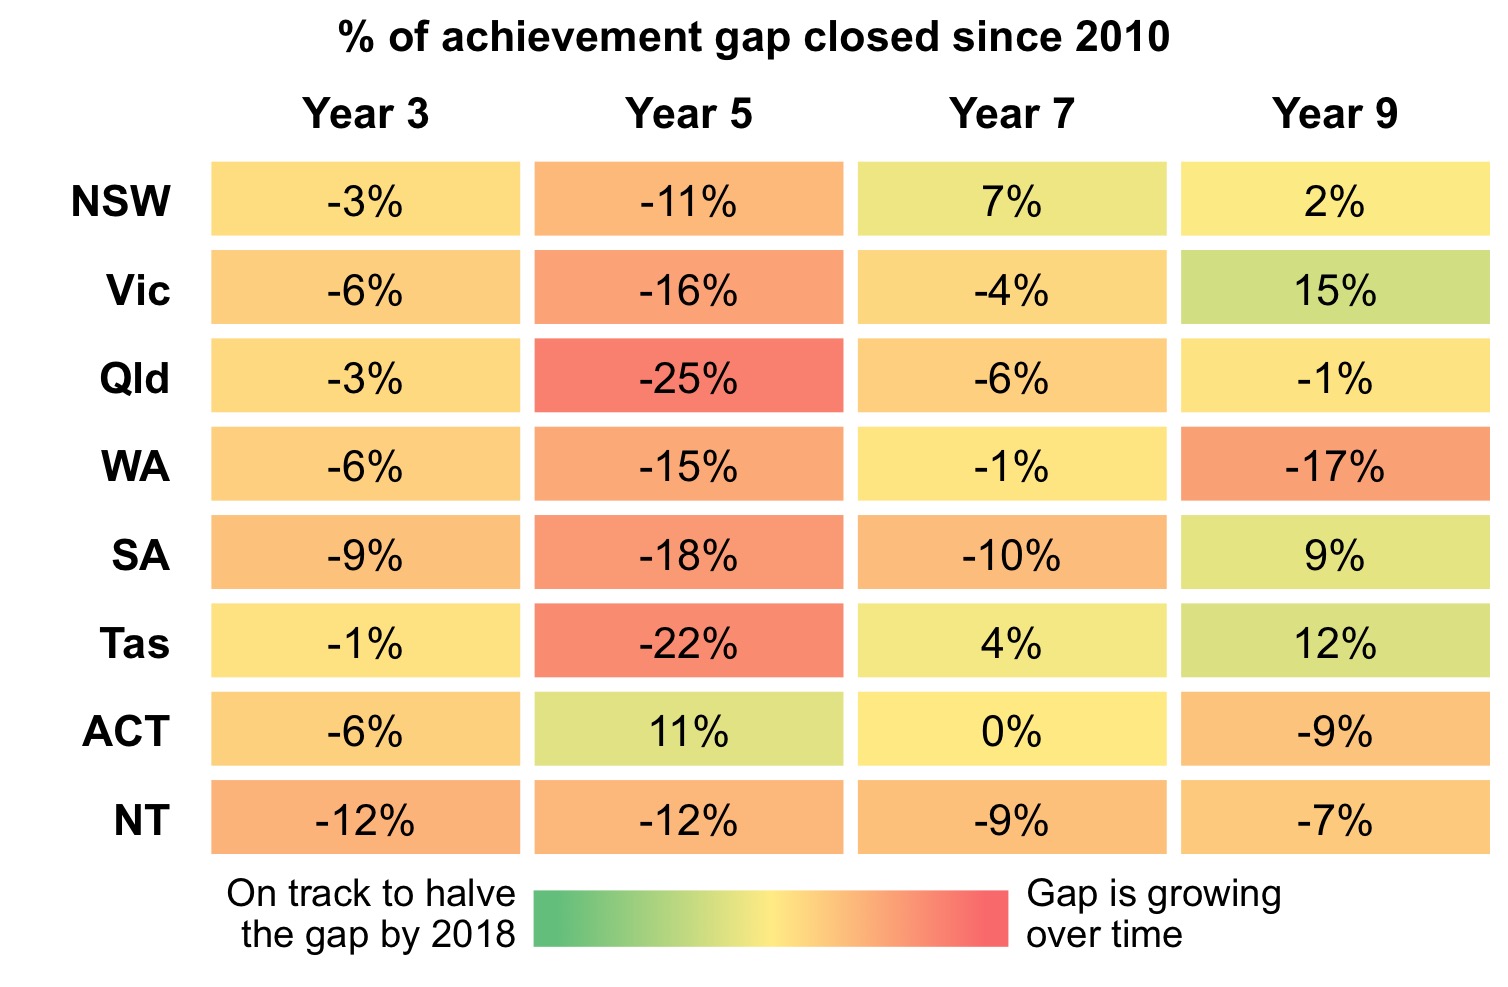 % of achievement gap closed since 2010
Year 3 Year 5 Year 7 Year 9
NSW -3% -11% 7% 2%
Vic -6% -16% -4% 15%
Qld -3% -25% -6% -1%
WA -6% -15% -1% -17%
SA -9% -18% -10% 9%
Tas -1% -22% 4% 12%
ACT -6% 11% 0% -9%
NT -12% -12% -9% -7%
On track to halve
the gap by 2018
Gap is growing
over time